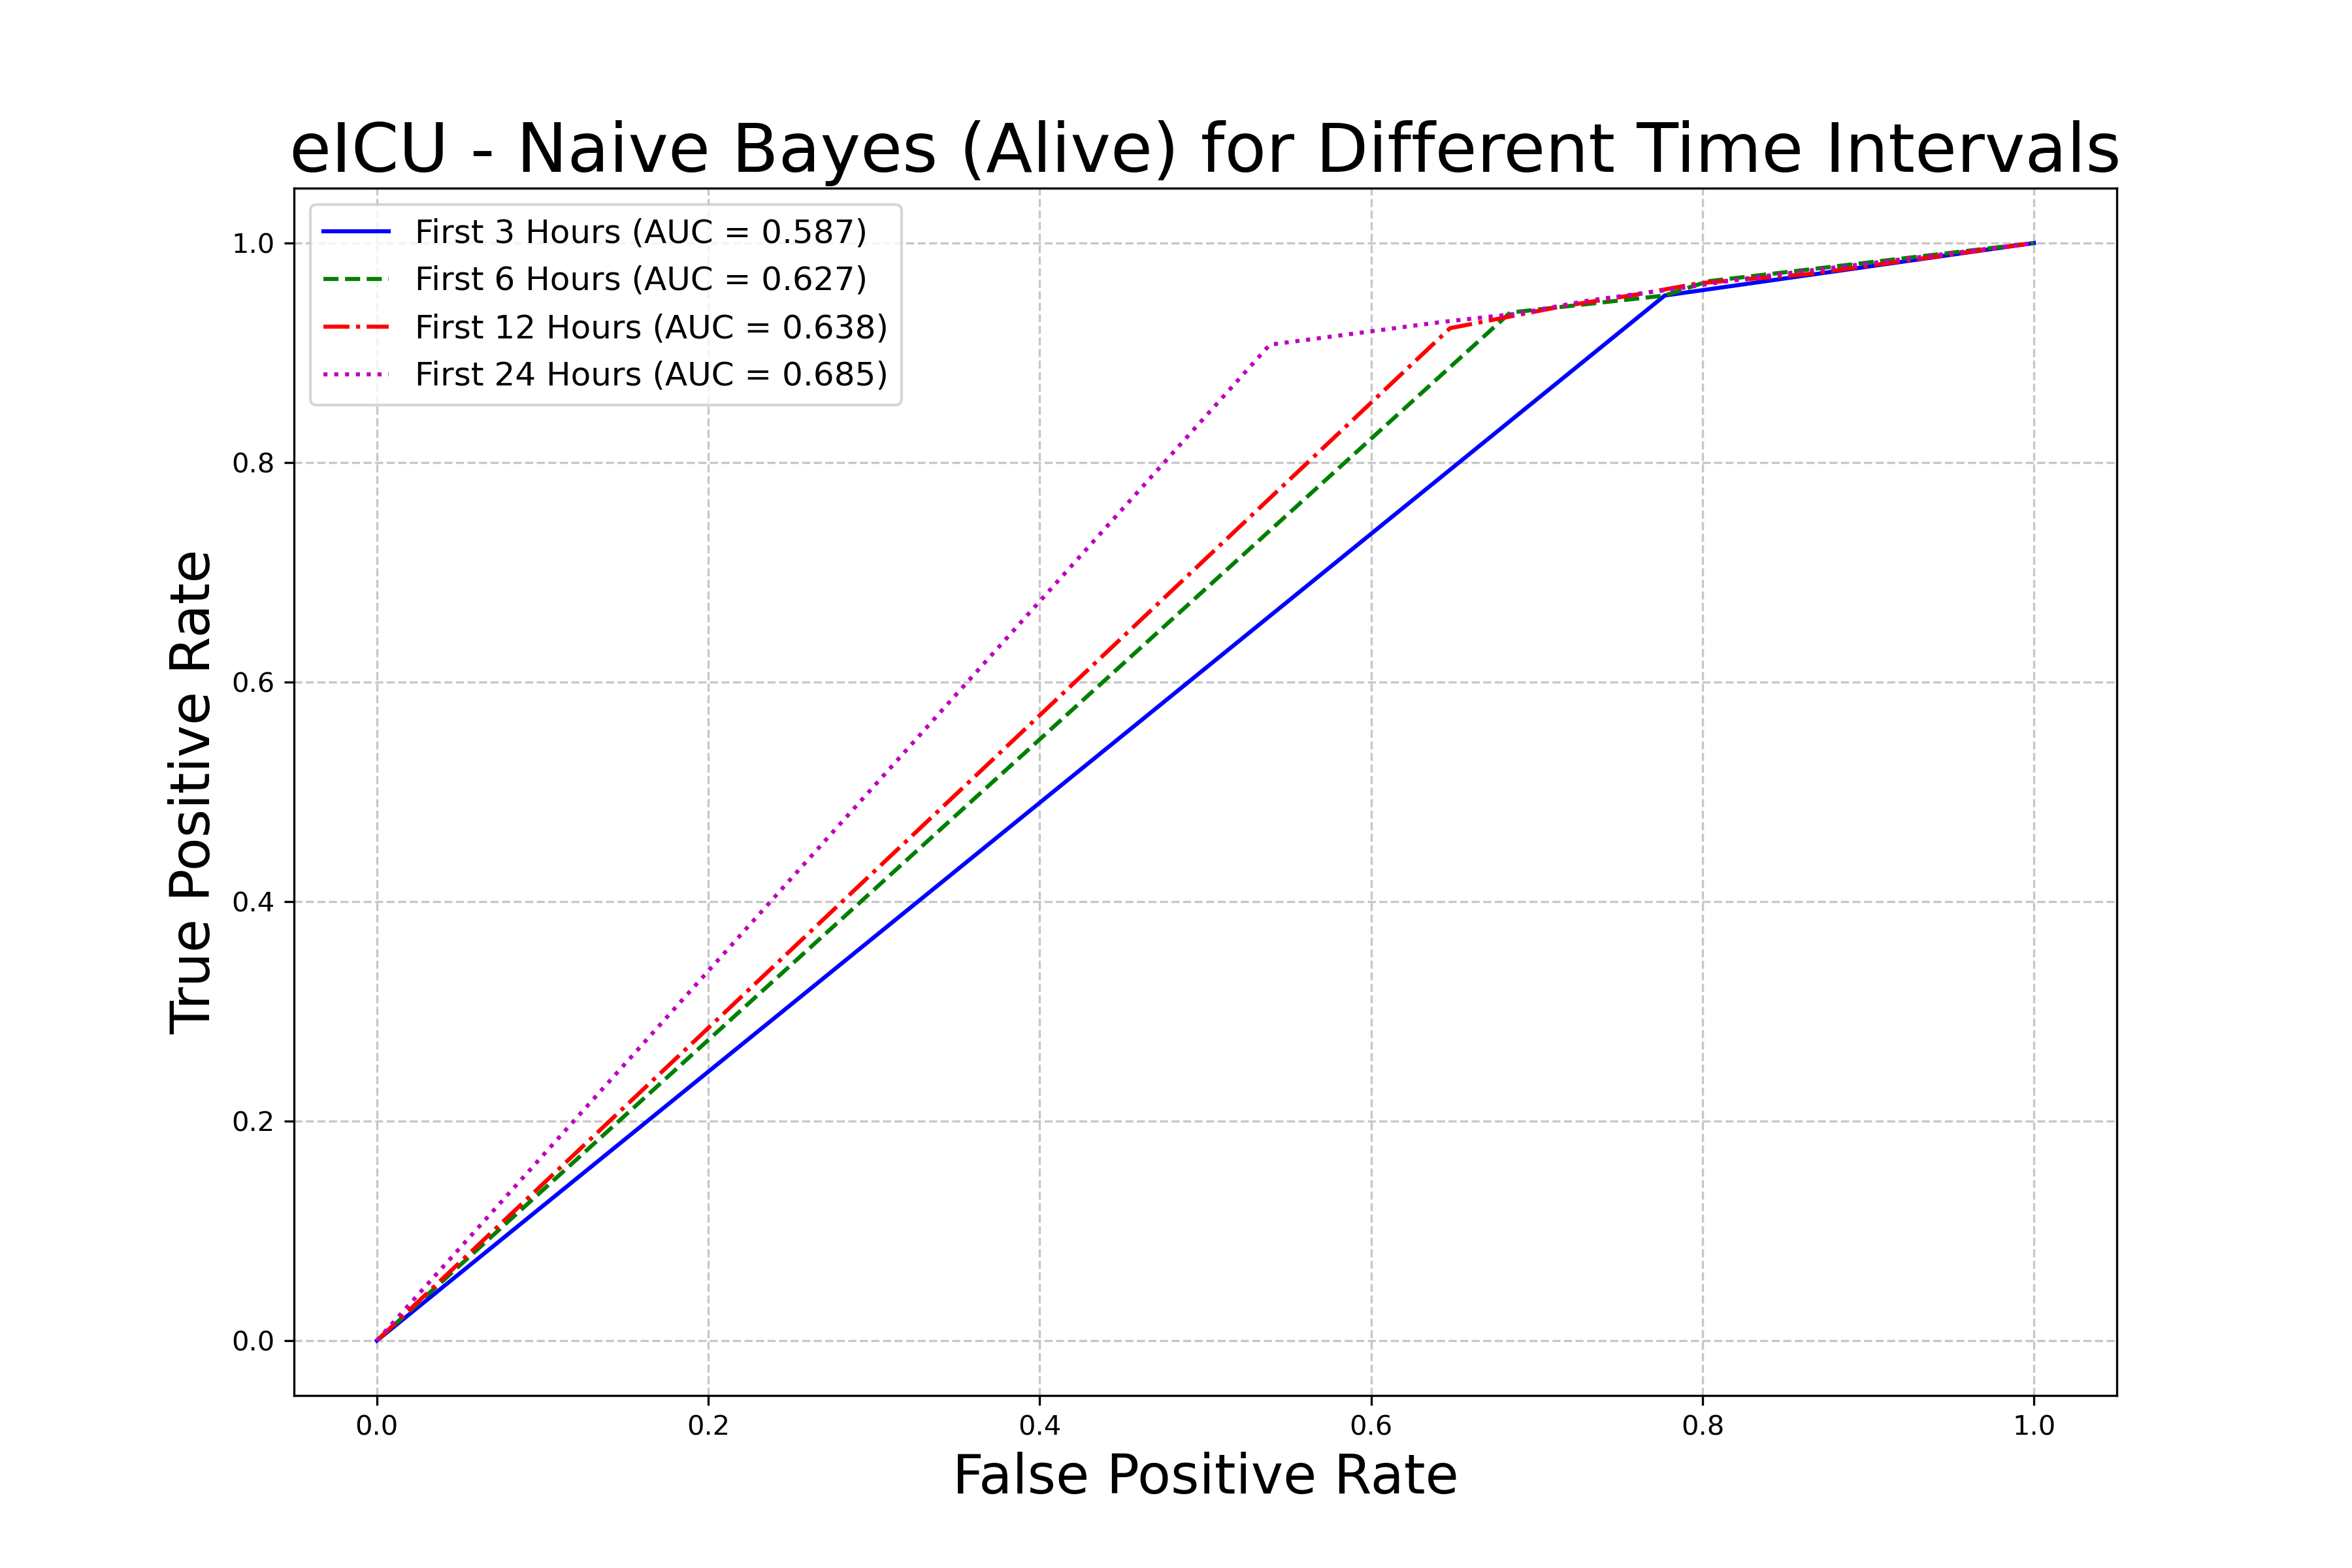 eICU - Naive Bayes (Alive) for Different Time Intervals
First 3 Hours (AUC = 0.587)
First 6 Hours (AUC = 0.627)
First 12 Hours (AUC = 0.638)
First 24 Hours (AUC = 0.685)
True Positive Rate
1.0
0.8
0.6
0.4
0.2
0.0
0.0 0.2 0.4 0.6 0.8 1.0
False Positive Rate